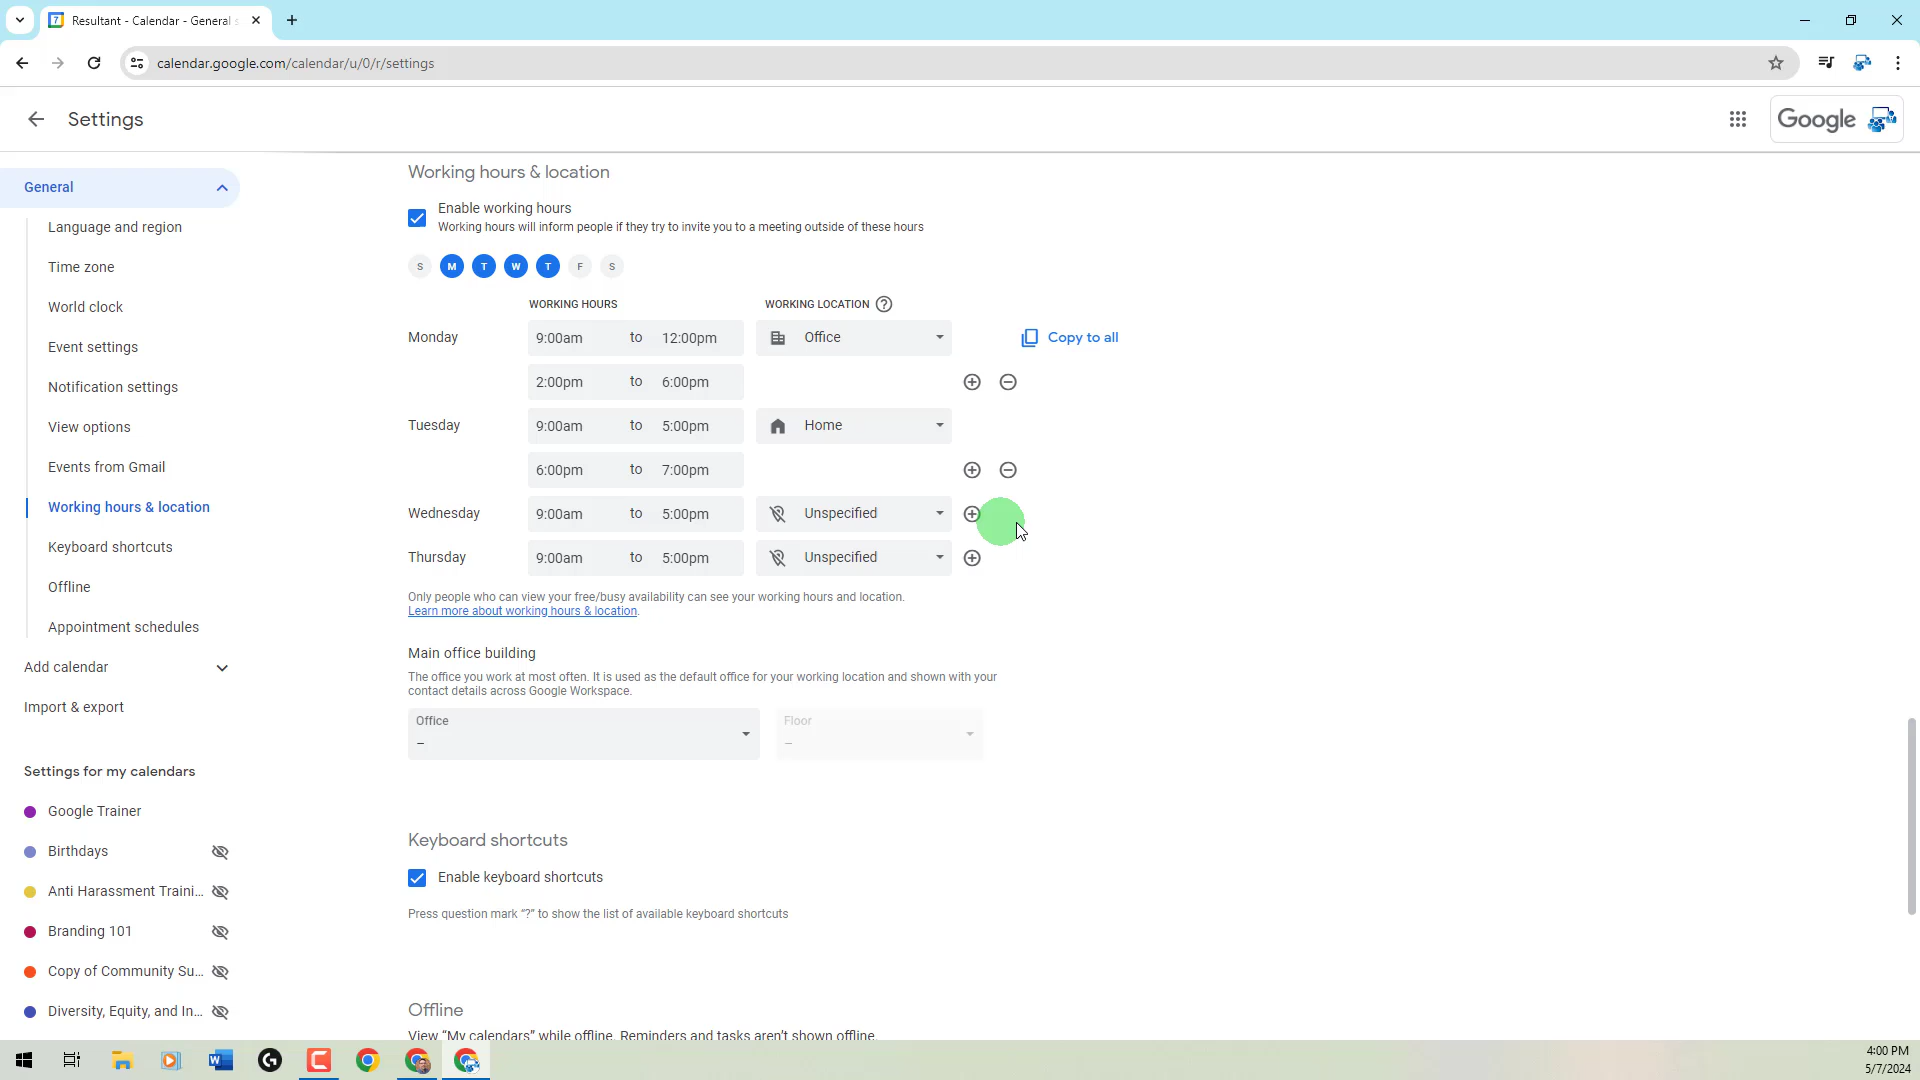 Resultant - Calendar - General s
calendar.google.com/calendar/u/0/r/settings
Settings
Google
General
Language and region
Time zone
World clock
Event settings
Notification settings
View options
Events from Gmail
Working hours & location
Keyboard shortcuts
Offline
Appointment schedules
Add calendar
Import & export
Settings for my calendars
Google Trainer
Birthdays
Anti Harassment Traini...
Branding 101
Copy of Community Su...
Diversity, Equity, and In...
Working hours & location
Enable working hours
Working hours will inform people if they try to invite you to a meeting outside of these hours
S M T W T F S
WORKING HOURS WORKING LOCATION ?
Monday 9:00am to 12:00pm Office Copy to all
2:00pm to 6:00pm
Tuesday 9:00am to 5:00pm Home
6:00pm to 7:00pm
Wednesday 9:00am to 5:00pm Unspecified
Thursday 9:00am to 5:00pm Unspecified
Only people who can view your free/busy availability can see your working hours and location.
Learn more about working hours & location.
Main office building
The office you work at most often. It is used as the default office for your working location and shown with your
contact details across Google Workspace.
Office Floor
– –
Keyboard shortcuts
Enable keyboard shortcuts
Press question mark “?” to show the list of available keyboard shortcuts
Offline
View “My calendars” while offline. Reminders and tasks aren’t shown offline.
4:00 PM
5/7/2024